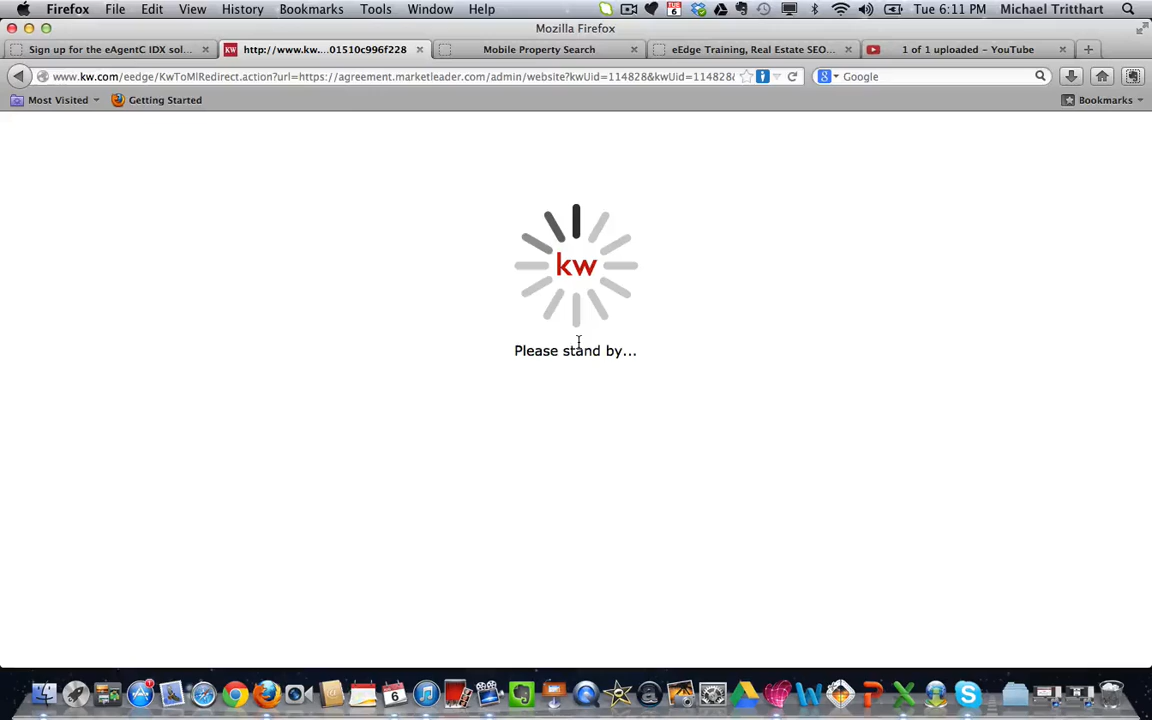 Firefox File Edit View History Bookmarks Tools Window Help TUE 6 Tue 6:11 PM Michael Tritthart
Mozilla Firefox
Sign up for the eAgentC IDX sol... KW http://www.kw....01510c996f228 Mobile Property Search eEdge Training, Real Estate SEO... 1 of 1 uploaded – YouTube
www.kw.com/eedge/KwToMlRedirect.action?url=https://agreement.marketleader.com/admin/website?kwUid=114828&kwUid=114828& Google
Most Visited Getting Started Bookmarks
kw
Please stand by...